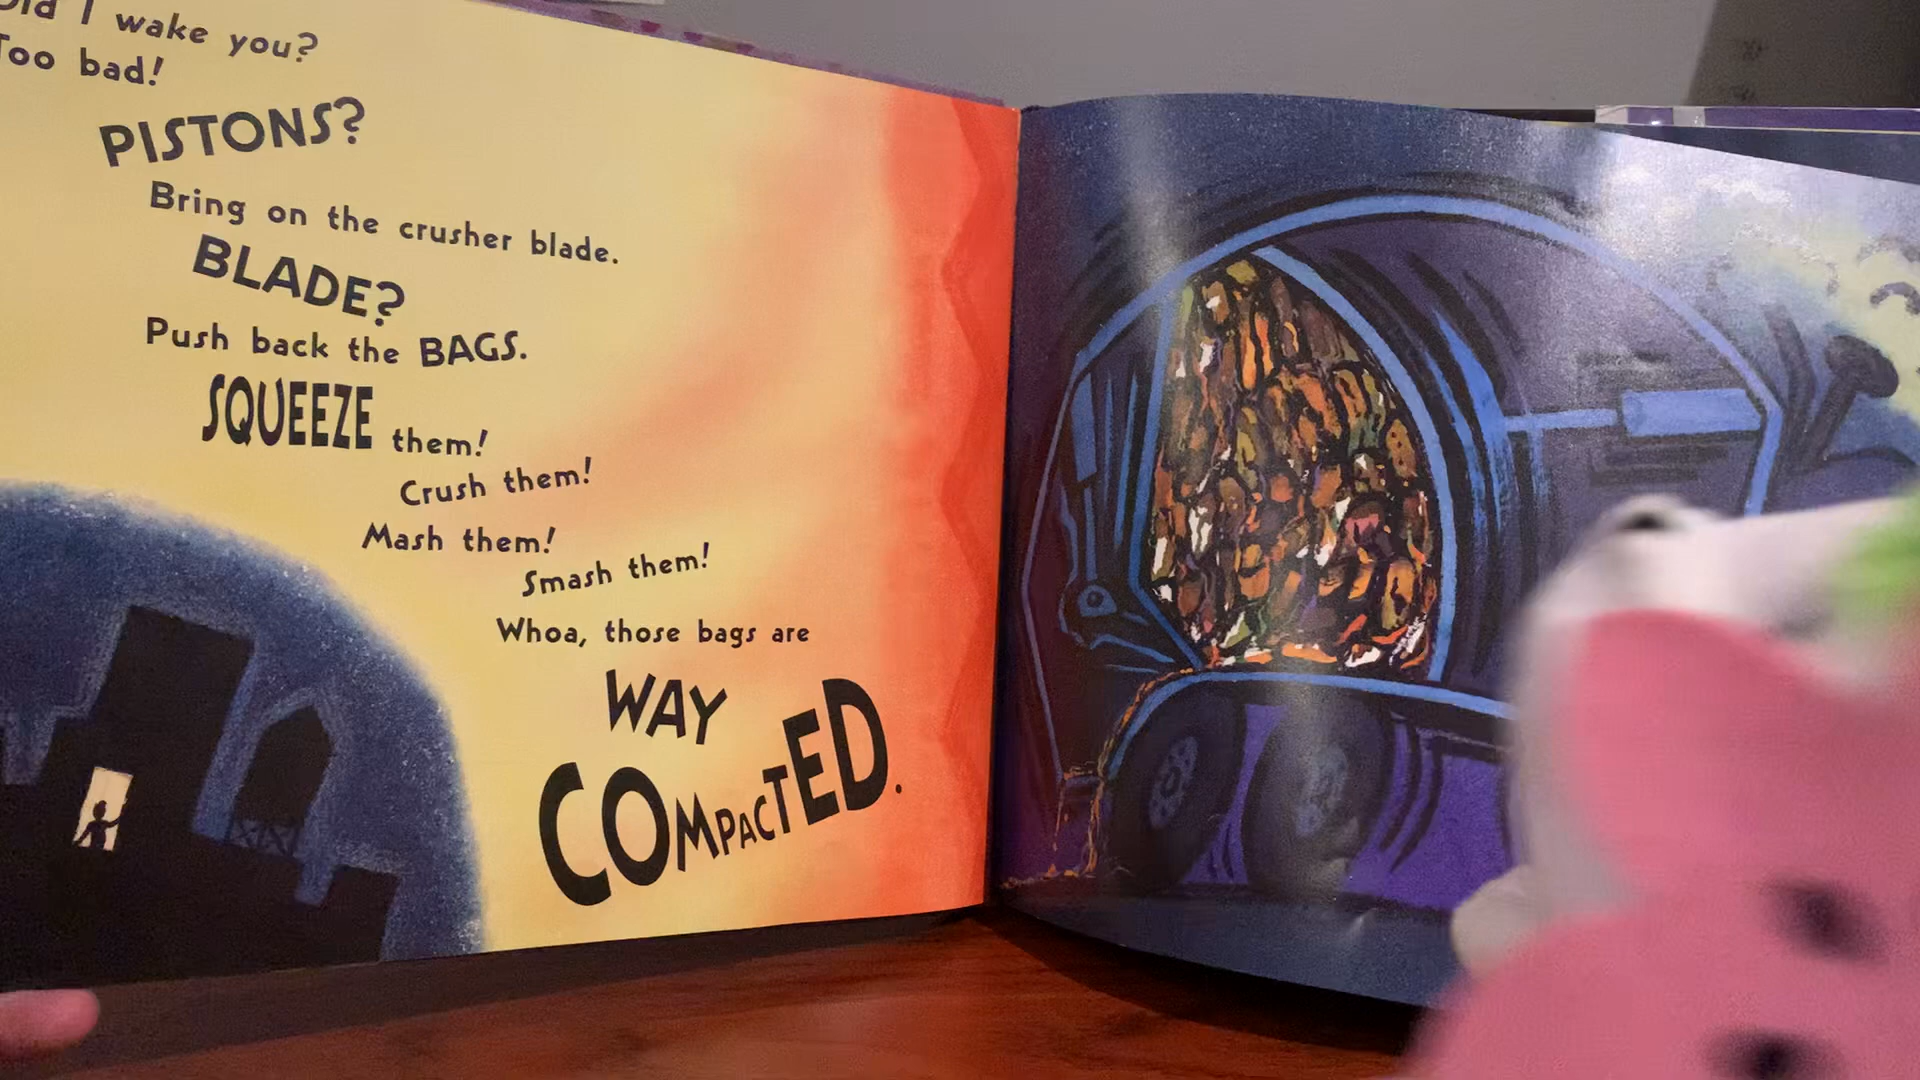 Did I wake you?
Too bad!
PISTONS?
Bring on the crusher blade.
BLADE?
Push back the BAGS.
SQUEEZE them!
Crush them!
Mash them!
Smash them!
Whoa, those bags are
WAY
COMPACTED.